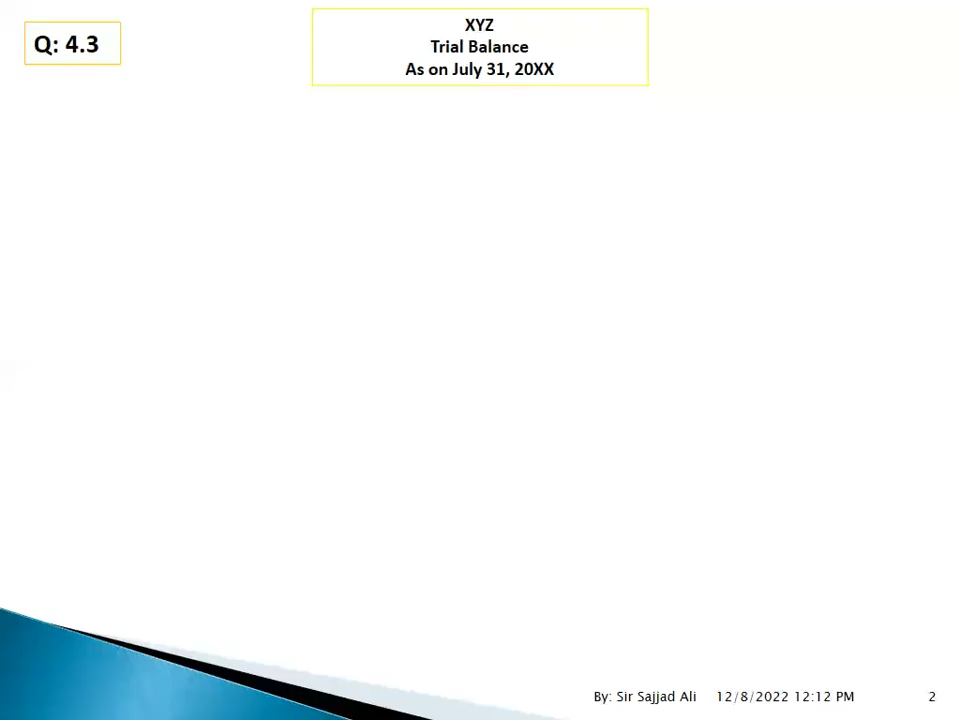 Q: 4.3
XYZ
Trial Balance
As on July 31, 20XX
By: Sir Sajjad Ali 12/8/2022 12:12 PM 2